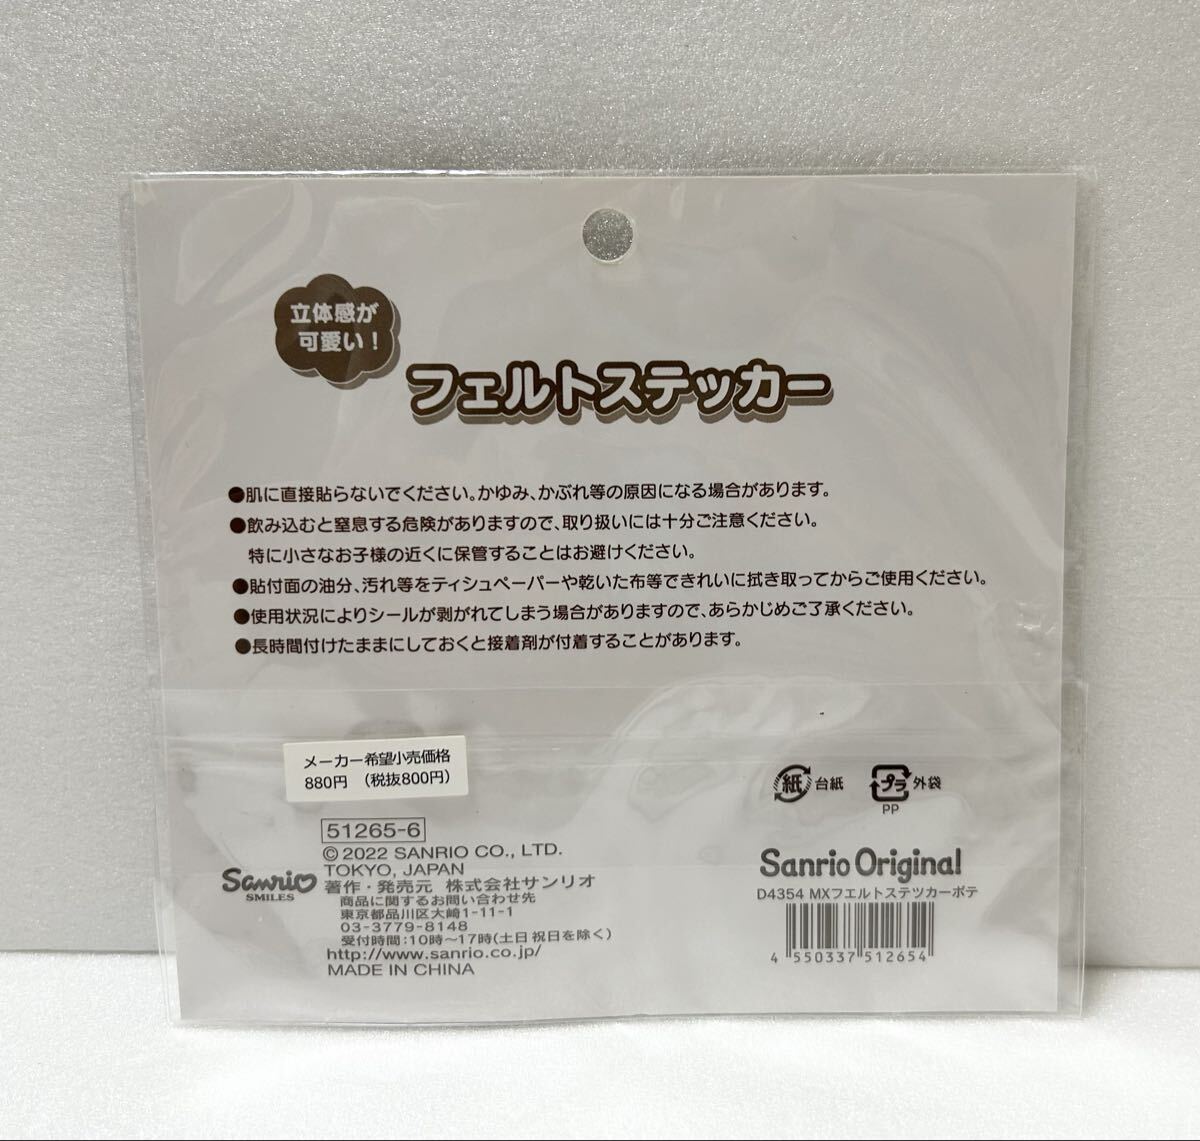 立体感が
可愛い!
フェルトステッカー
●肌に直接貼らないでください。かゆみ、かぶれ等の原因になる場合があります。
●飲み込むと窒息する危険がありますので、取り扱いには十分ご注意ください。
特に小さなお子様の近くに保管することはお避けください。
●貼付面の油分、汚れ等をティシュペーパーや乾いた布等できれいに拭き取ってからご使用ください。
●使用状況によりシールが剥がれてしまう場合がありますので、あらかじめご了承ください。
●長時間付けたままにしておくと接着剤が付着することがあります。
メーカー希望小売価格
880円 (税抜800円)
紙 台紙
プラ 外袋
PP
51265-6
© 2022 SANRIO CO., LTD.
TOKYO, JAPAN
Sanrio
SMILES
著作・発売元 株式会社サンリオ
商品に関するお問い合わせ先
東京都品川区大崎1-11-1
03-3779-8148
受付時間:10時〜17時(土日祝日を除く)
http://www.sanrio.co.jp/
MADE IN CHINA
Sanrio Original
D4354 MXフエルトステツカーポテ
4 550337 512654